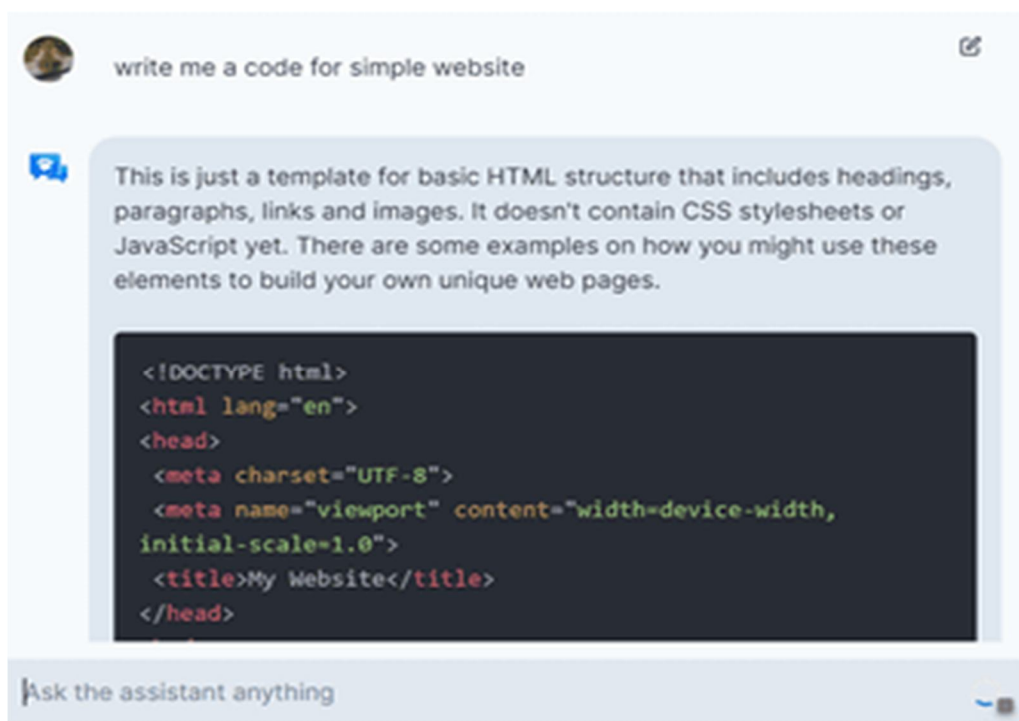 write me a code for simple website
This is just a template for basic HTML structure that includes headings,
paragraphs, links and images. It doesn't contain CSS stylesheets or
JavaScript yet. There are some examples on how you might use these
elements to build your own unique web pages.
<!DOCTYPE html>
<html lang="en">
<head>
<meta charset="UTF-8">
<meta name="viewport" content="width=device-width,
initial-scale=1.0">
<title>My Website</title>
</head>
Ask the assistant anything